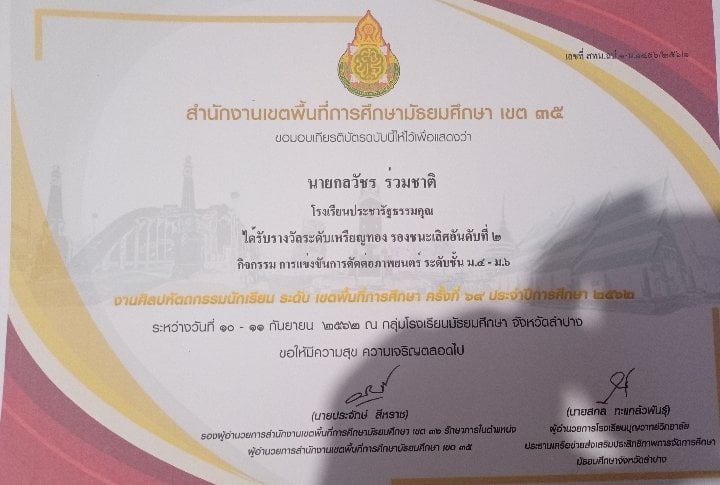 เลขที่ สพม.๓๕ ๑-ม.๑๔๕๖/๒๕๖๒
สำนักงานเขตพื้นที่การศึกษามัธยมศึกษา เขต ๓๕
ขอมอบเกียรติบัตรฉบับนี้ให้ไว้เพื่อแสดงว่า
นายกลวัชร ร่วมชาติ
โรงเรียนประชารัฐธรรมคุณ
ได้รับรางวัลระดับเหรียญทอง รองชนะเลิศอันดับที่ ๒
กิจกรรม การแข่งขันการตัดต่อภาพยนตร์ ระดับชั้น ม.๔ - ม.๖
งานศิลปหัตถกรรมนักเรียน ระดับ เขตพื้นที่การศึกษา ครั้งที่ ๖๙ ประจำปีการศึกษา ๒๕๖๒
ระหว่างวันที่ ๑๐ - ๑๑ กันยายน ๒๕๖๒ ณ กลุ่มโรงเรียนมัธยมศึกษา จังหวัดลำปาง
ขอให้มีความสุข ความเจริญตลอดไป
(นายประจักษ์ สีหราช)
รองผู้อำนวยการสำนักงานเขตพื้นที่การศึกษามัธยมศึกษา เขต ๓๖ รักษาการในตำแหน่ง
ผู้อำนวยการสำนักงานเขตพื้นที่การศึกษามัธยมศึกษา เขต ๓๕
(นายสกล ทะแกล้วพันธุ์)
ผู้อำนวยการโรงเรียนบุญวาทย์วิทยาลัย
ประธานเครือข่ายส่งเสริมประสิทธิภาพการจัดการศึกษา
มัธยมศึกษาจังหวัดลำปาง